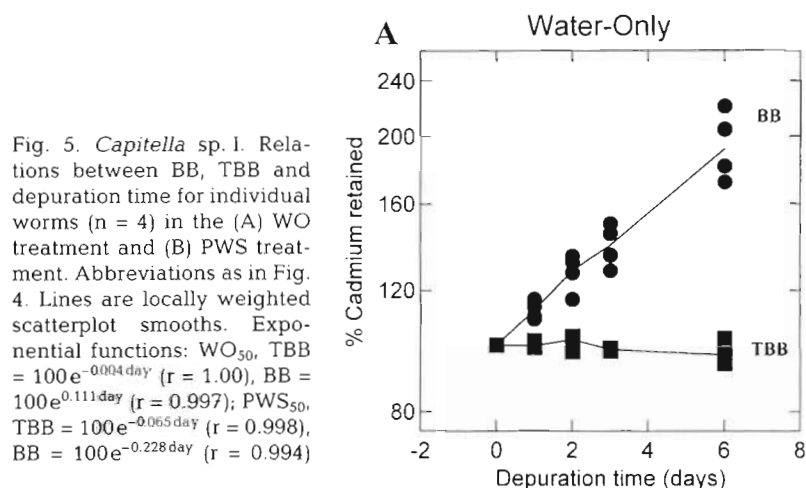 Fig. 5. Capitella sp. I. Rela-
tions between BB, TBB and
depuration time for individual
worms (n = 4) in the (A) WO
treatment and (B) PWS treat-
ment. Abbreviations as in Fig.
4. Lines are locally weighted
scatterplot smooths. Expo-
nential functions: WO₅₀, TBB
= 100e⁻⁰·⁰⁰⁴ᵈᵃʸ (r = 1.00), BB =
100e⁰·¹¹¹ᵈᵃʸ (r = 0.997); PWS₅₀,
TBB = 100e⁻⁰·⁰⁶⁵ᵈᵃʸ (r = 0.998),
BB = 100e⁻⁰·²²⁸ᵈᵃʸ (r = 0.994)
A
Water-Only
% Cadmium retained
240
200
160
120
80
BB
TBB
-2 0 2 4 6 8
Depuration time (days)